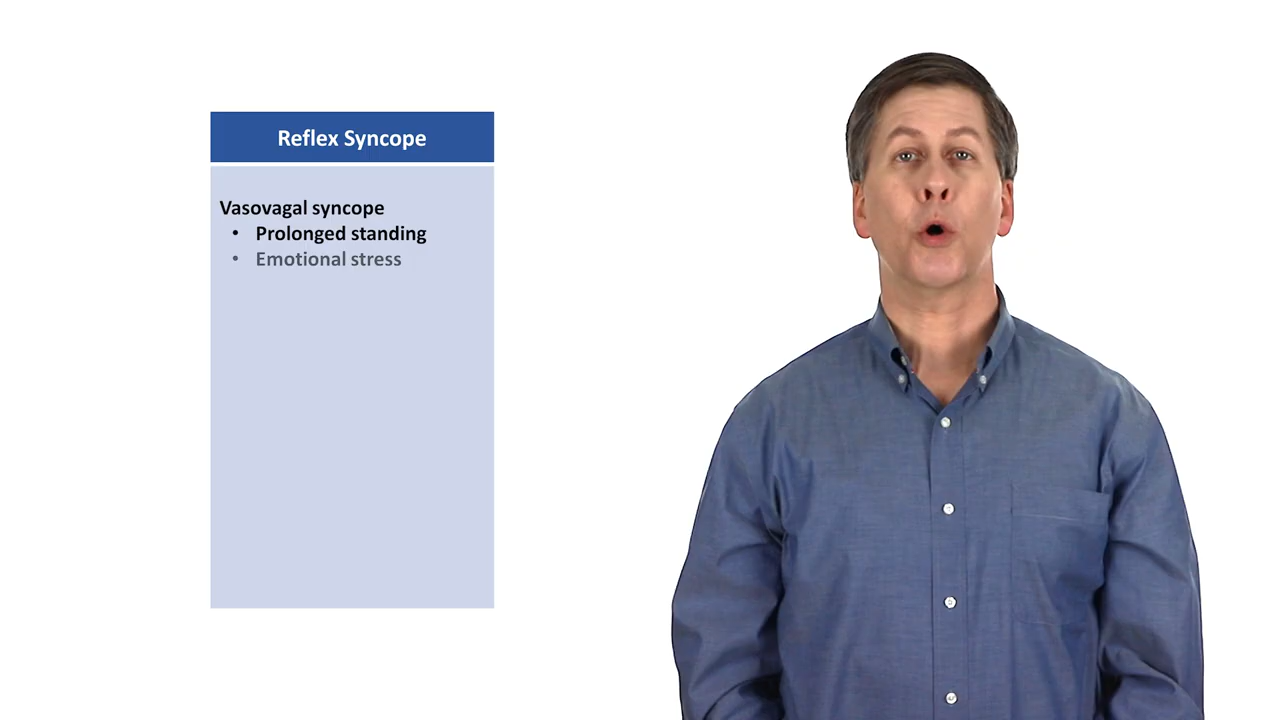 Reflex Syncope
Vasovagal syncope
• Prolonged standing
• Emotional stress